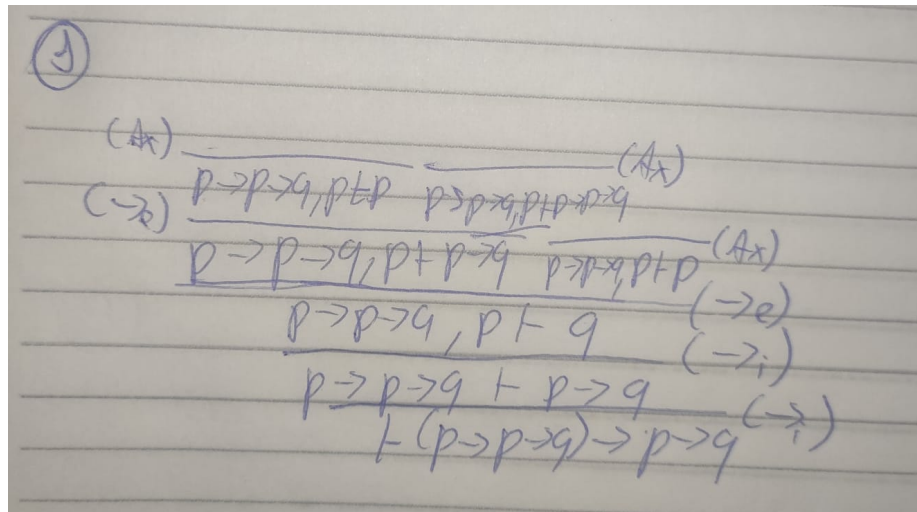 ①
(Ax) (Ax)
p→p→q, p⊢p p→p→q, p⊢p→p→q
(→e) p→p→q, p⊢p→q p→p→q, p⊢p (Ax)
p→p→q, p⊢q (→e)
p→p→q ⊢ p→q (→i)
⊢(p→p→q)→p→q (→i)